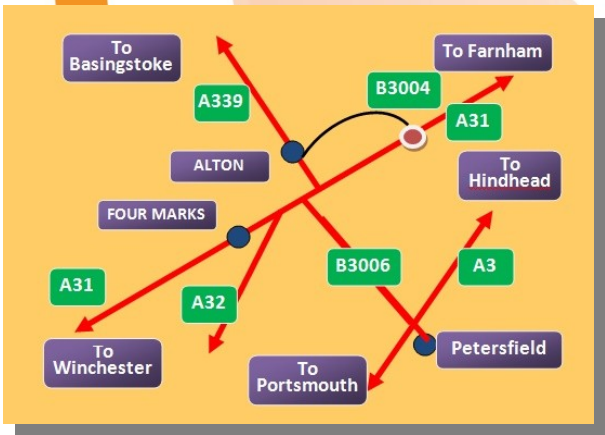 To
Basingstoke
To Farnham
B3004
A339
A31
ALTON
To
Hindhead
FOUR MARKS
B3006
A3
A31
A32
To
Winchester
Petersfield
To
Portsmouth